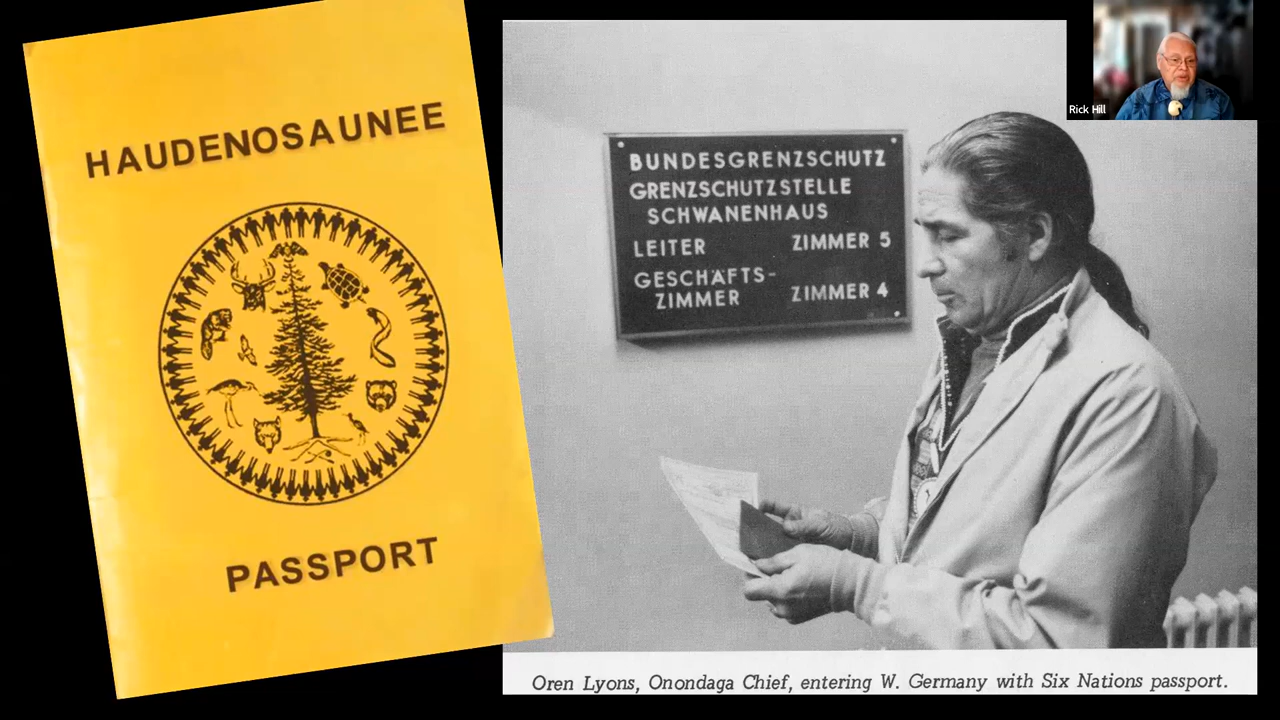 HAUDENOSAUNEE
PASSPORT
BUNDESGRENZSCHUTZ
GRENZSCHUTZSTELLE
SCHWANENHAUS
LEITER ZIMMER 5
GESCHÄFTS-
ZIMMER ZIMMER 4
Oren Lyons, Onondaga Chief, entering W. Germany with Six Nations passport.
Rick Hill